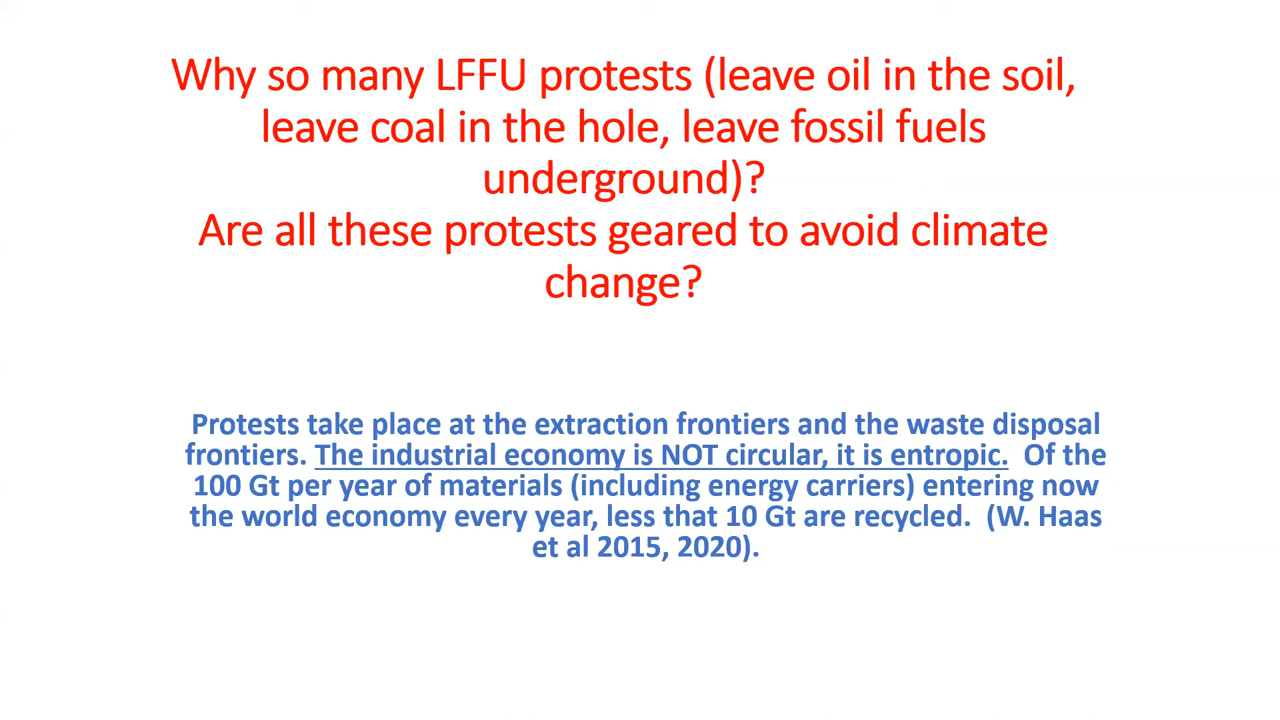 Why so many LFFU protests (leave oil in the soil,
leave coal in the hole, leave fossil fuels
underground)?
Are all these protests geared to avoid climate
change?
Protests take place at the extraction frontiers and the waste disposal
frontiers. The industrial economy is NOT circular, it is entropic. Of the
100 Gt per year of materials (including energy carriers) entering now
the world economy every year, less that 10 Gt are recycled. (W. Haas
et al 2015, 2020).